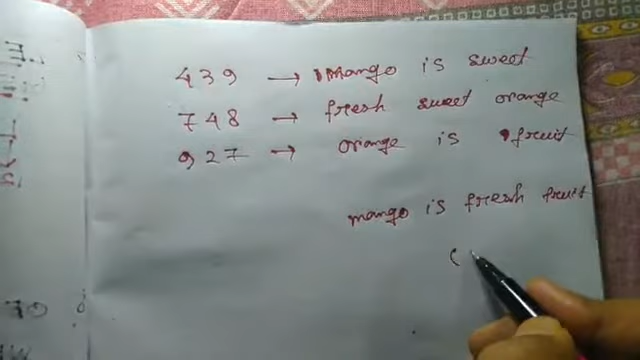 439 → Mango is sweet
748 → fresh sweet orange
927 → orange is fruit
mango is fresh fruit
(